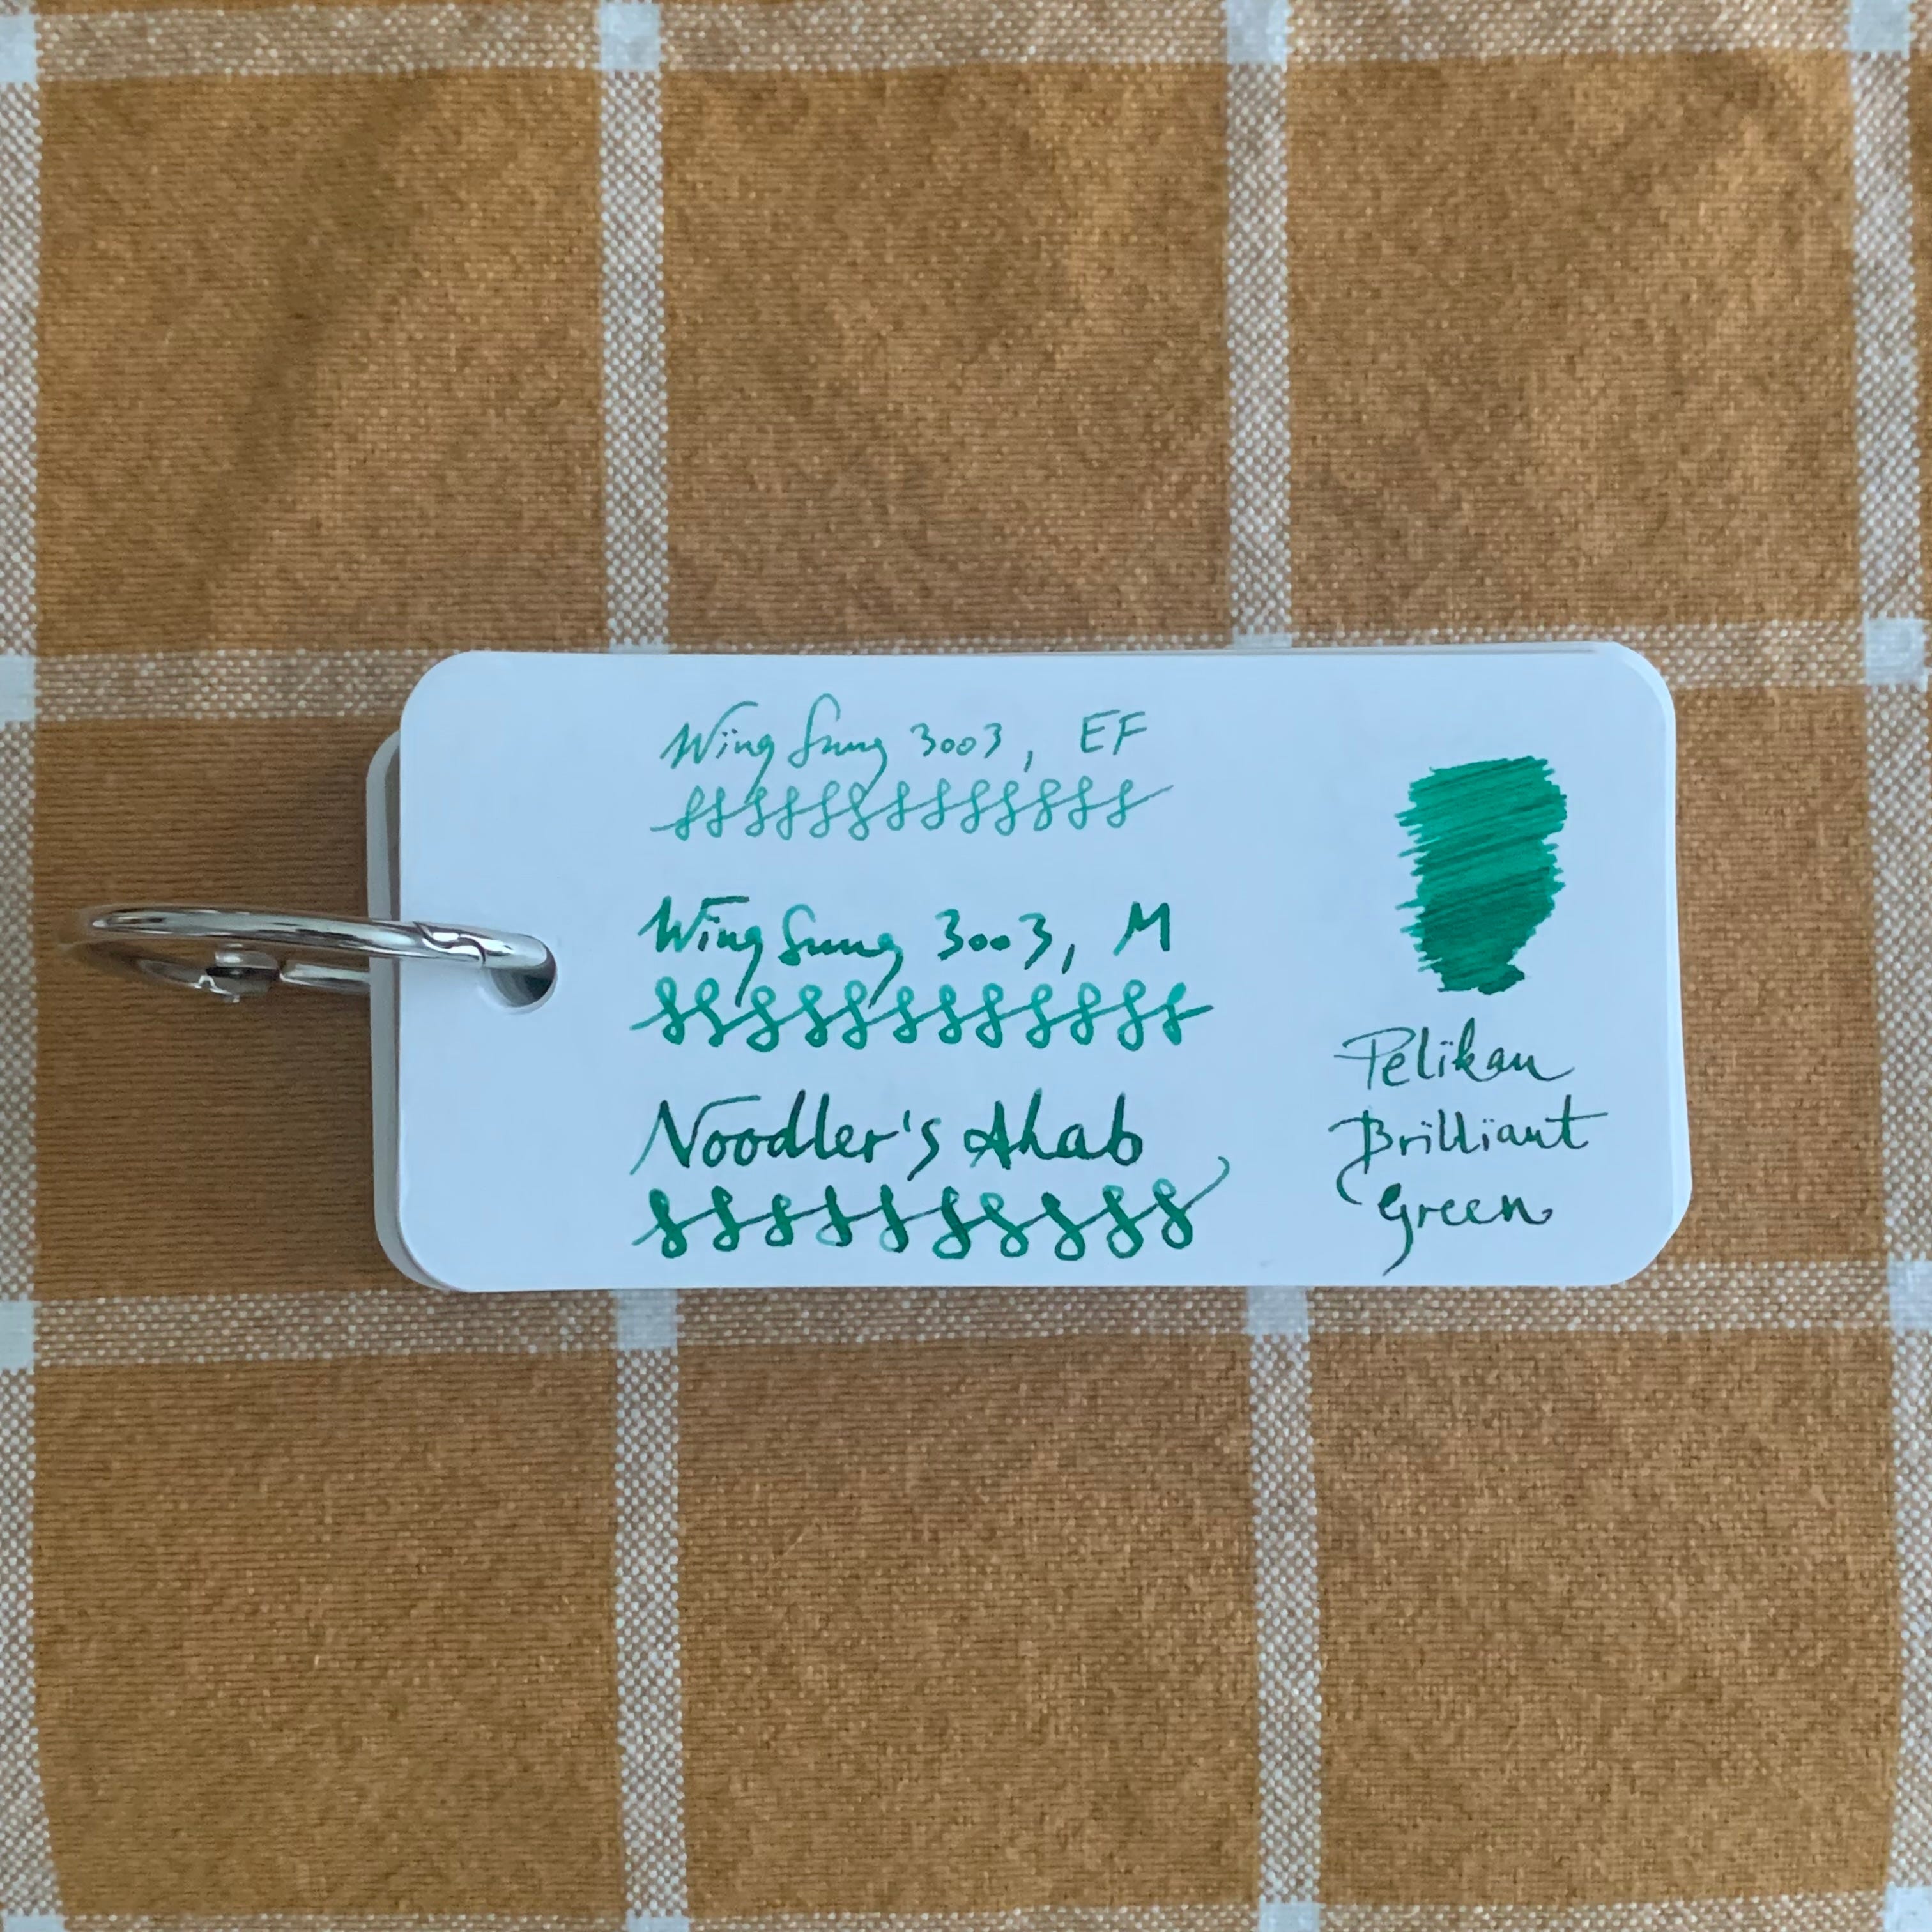 Wing Sung 3003, EF
Wing Sung 3003, M
Noodler's Ahab
Pelikan
Brilliant
Green